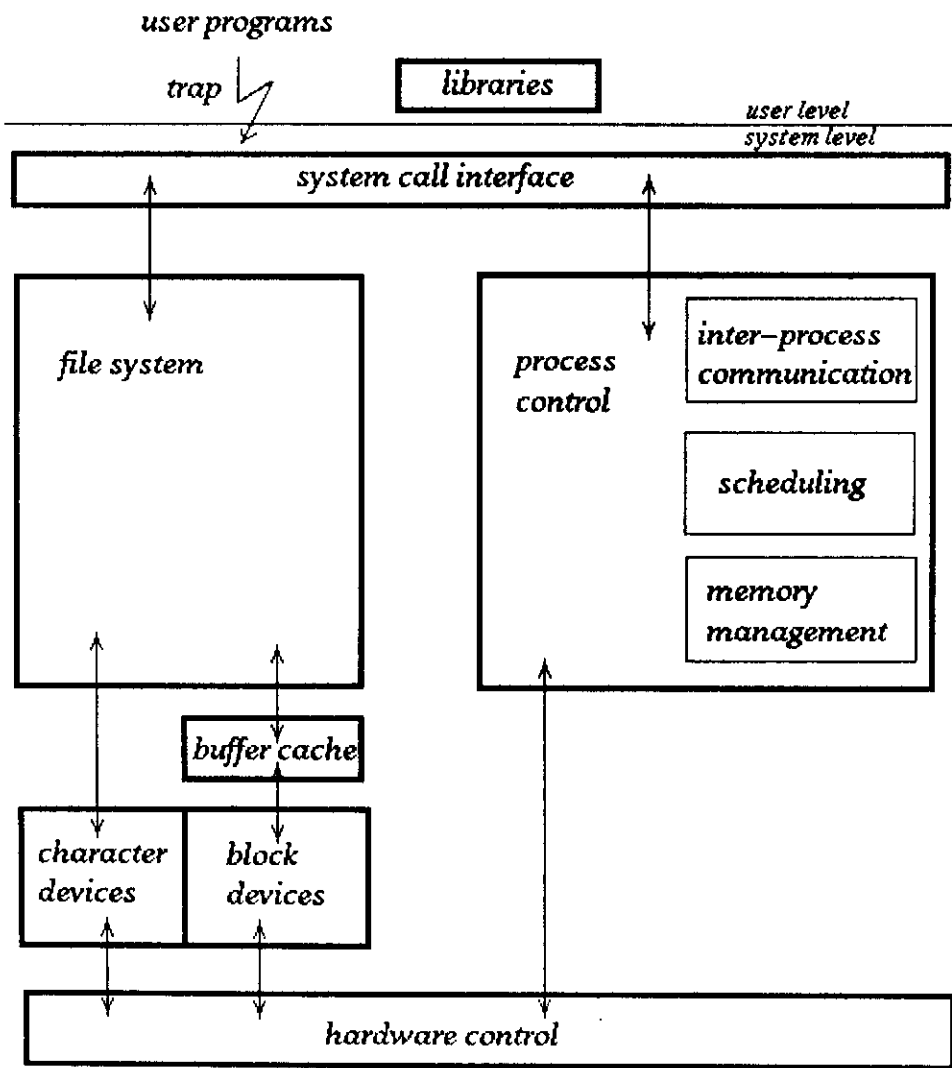 user programs
trap
libraries
user level
system level
system call interface
file system
process
control
inter-process
communication
scheduling
memory
management
buffer cache
character
devices
block
devices
hardware control